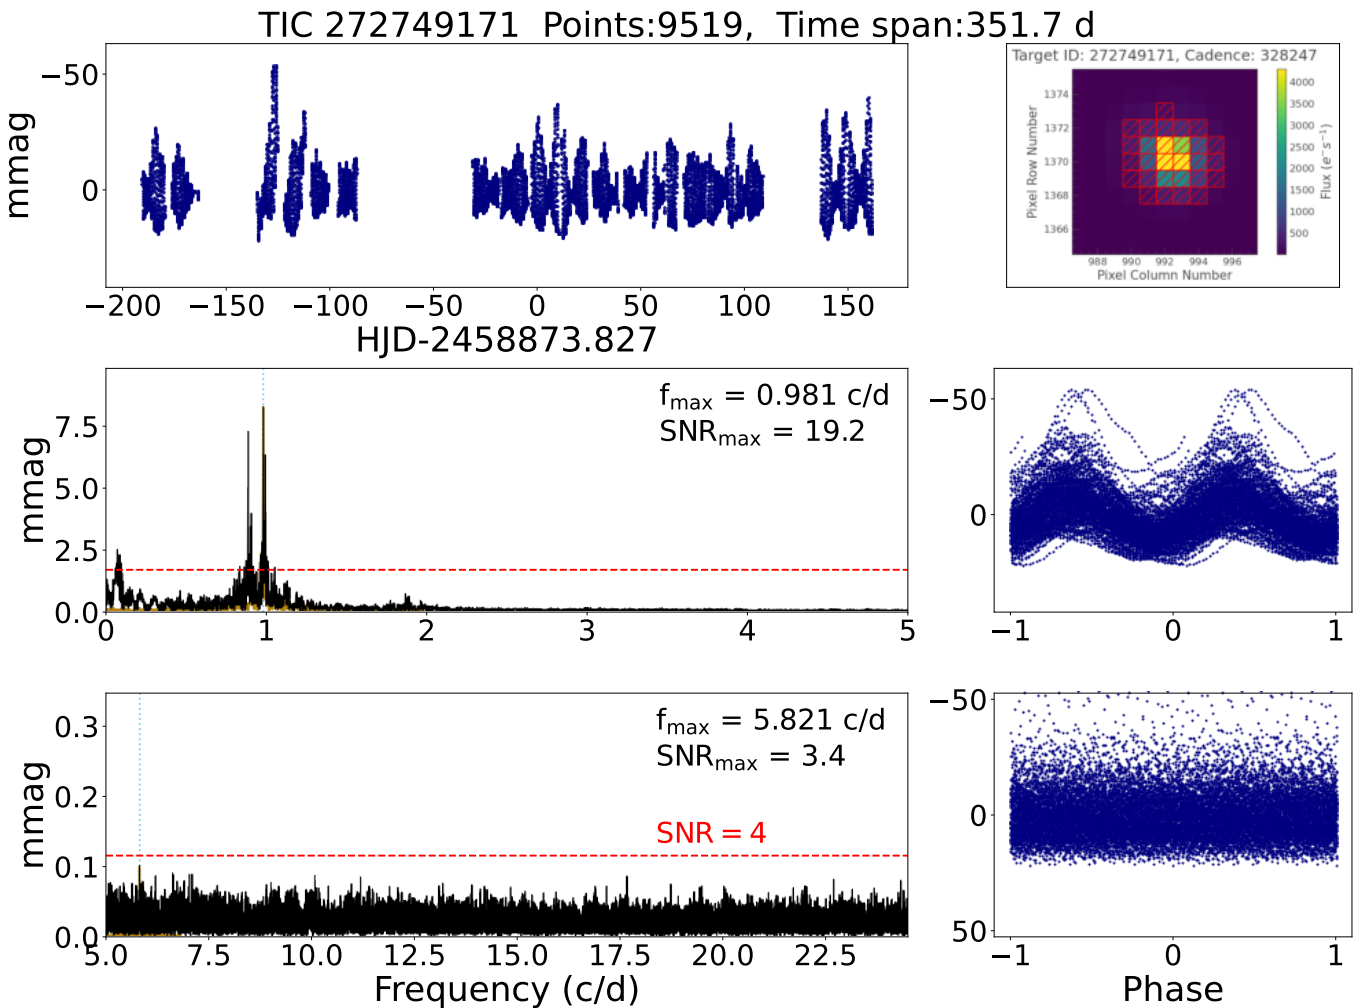 TIC 272749171  Points:9519,  Time span:351.7 d
mmag
−50
0
−200 −150 −100 −50 0 50 100 150
HJD-2458873.827
Target ID: 272749171, Cadence: 328247
Pixel Row Number
1374
1372
1370
1368
1366
988 990 992 994 996
Pixel Column Number
4000
3500
3000
2500
2000
1500
1000
500
Flux (e⁻s⁻¹)
mmag
7.5
5.0
2.5
0.0
0 1 2 3 4 5
fmax = 0.981 c/d
SNRmax = 19.2
−50
0
−1 0 1
mmag
0.3
0.2
0.1
0.0
5.0 7.5 10.0 12.5 15.0 17.5 20.0 22.5
Frequency (c/d)
fmax = 5.821 c/d
SNRmax = 3.4
SNR = 4
−50
0
50
−1 0 1
Phase